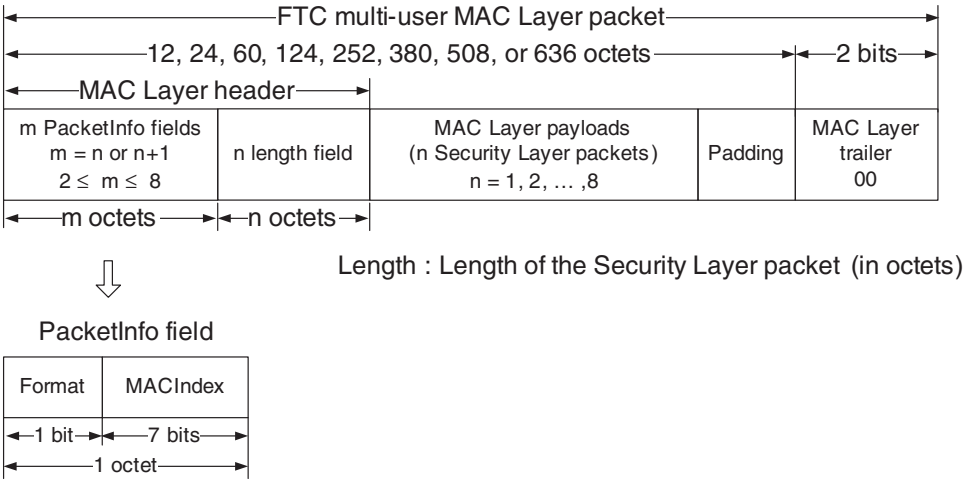 FTC multi-user MAC Layer packet
12, 24, 60, 124, 252, 380, 508, or 636 octets
2 bits
MAC Layer header
m PacketInfo fields
m = n or n+1
2 ≤ m ≤ 8
n length field
MAC Layer payloads
(n Security Layer packets)
n = 1, 2, … ,8
Padding
MAC Layer
trailer
00
m octets
n octets
Length : Length of the Security Layer packet (in octets)
PacketInfo field
Format
MACIndex
1 bit
7 bits
1 octet